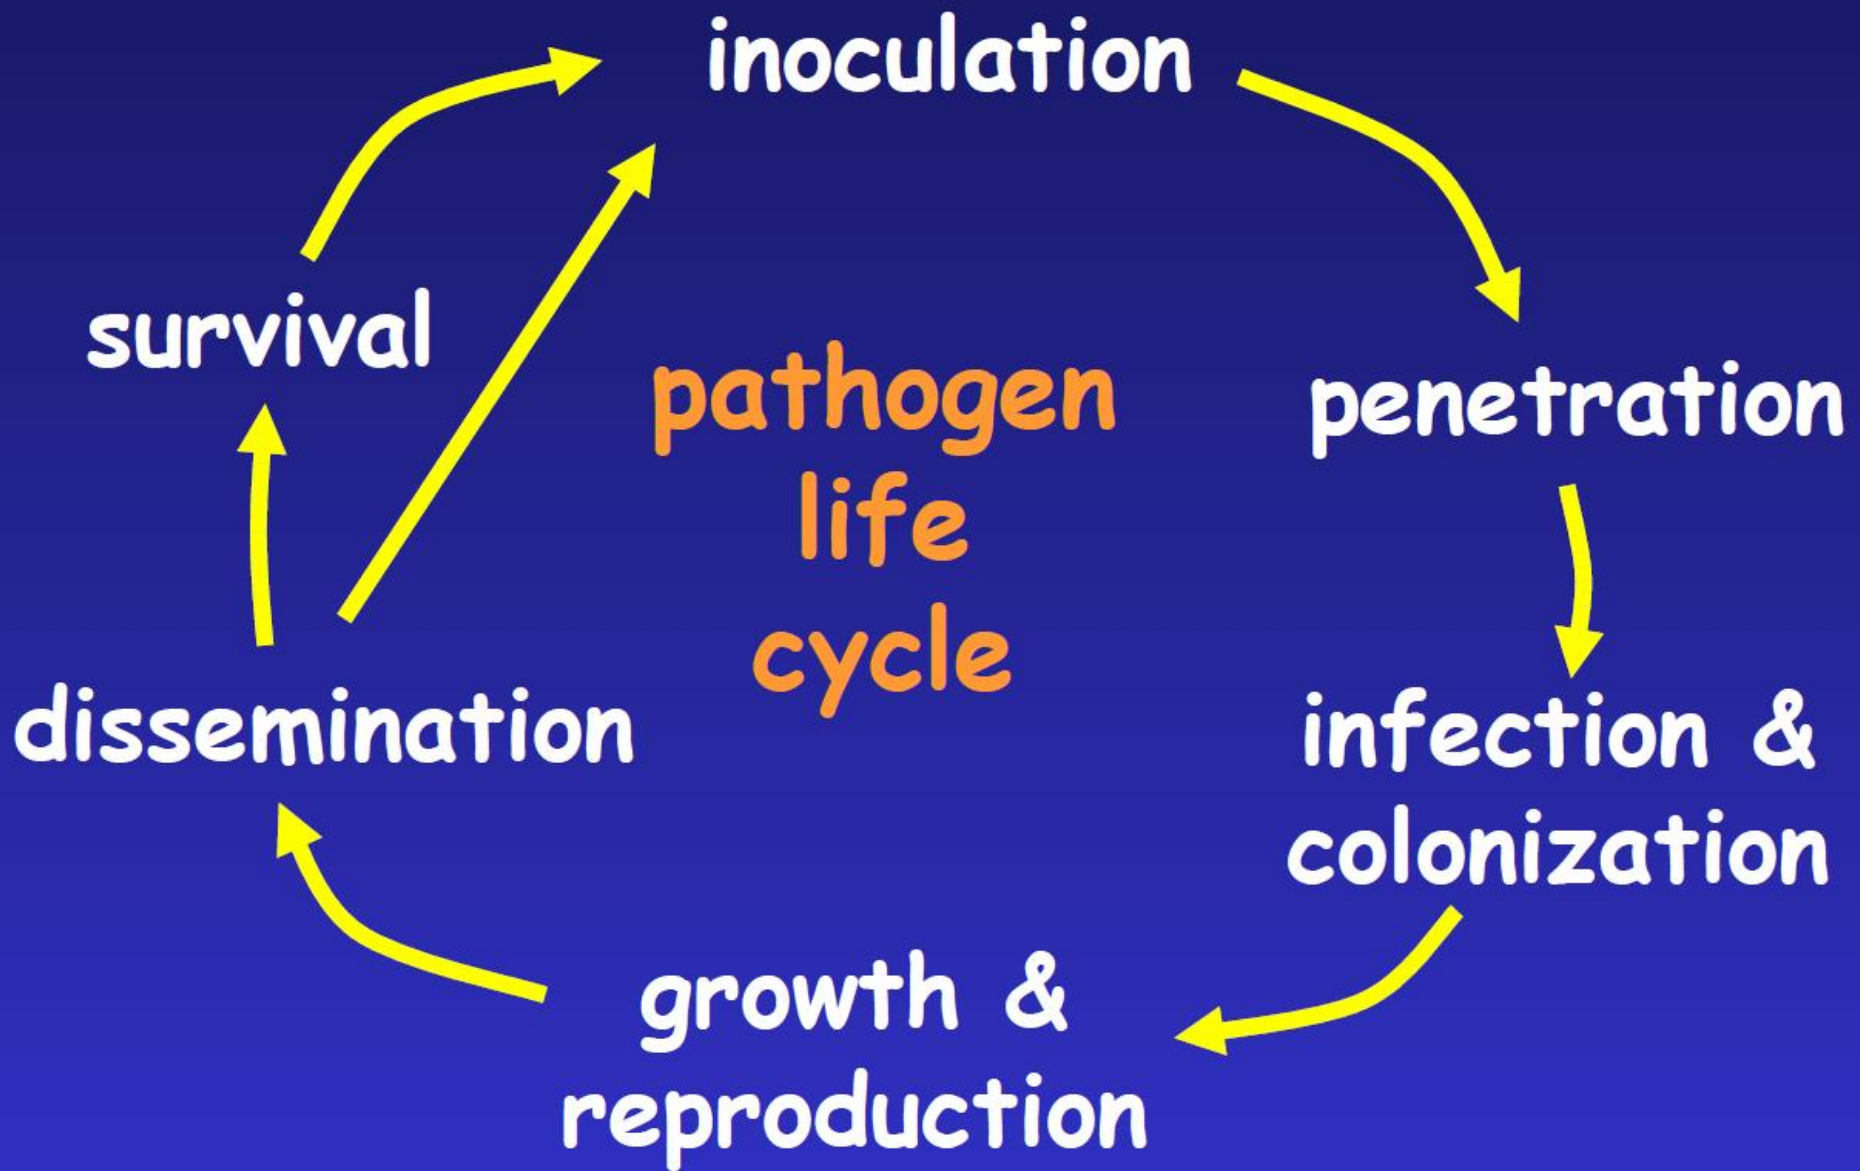 inoculation
survival
pathogen
life
cycle
penetration
dissemination
infection &
colonization
growth &
reproduction